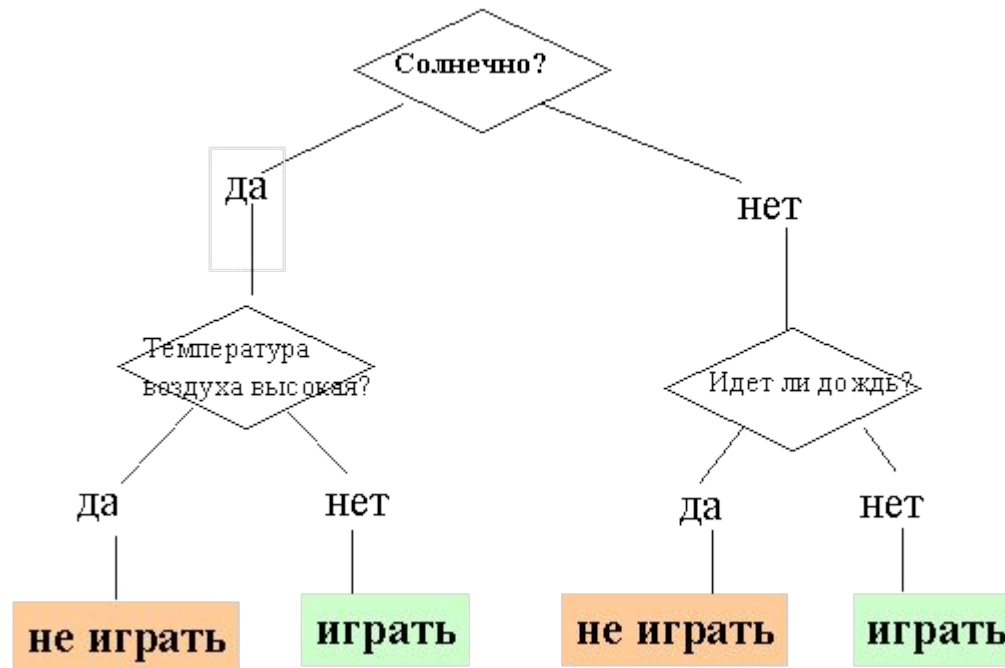 Солнечно?
да
нет
Температура
воздуха высокая?
Идет ли дождь?
да
нет
да
нет
не играть
играть
не играть
играть